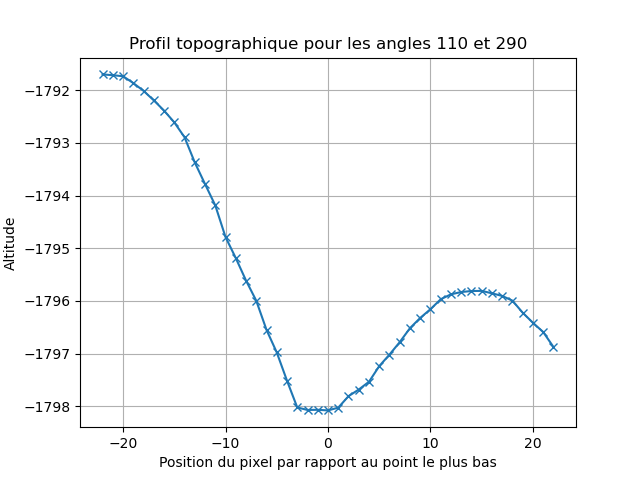 Profil topographique pour les angles 110 et 290
Altitude
−1792
−1793
−1794
−1795
−1796
−1797
−1798
−20 −10 0 10 20
Position du pixel par rapport au point le plus bas